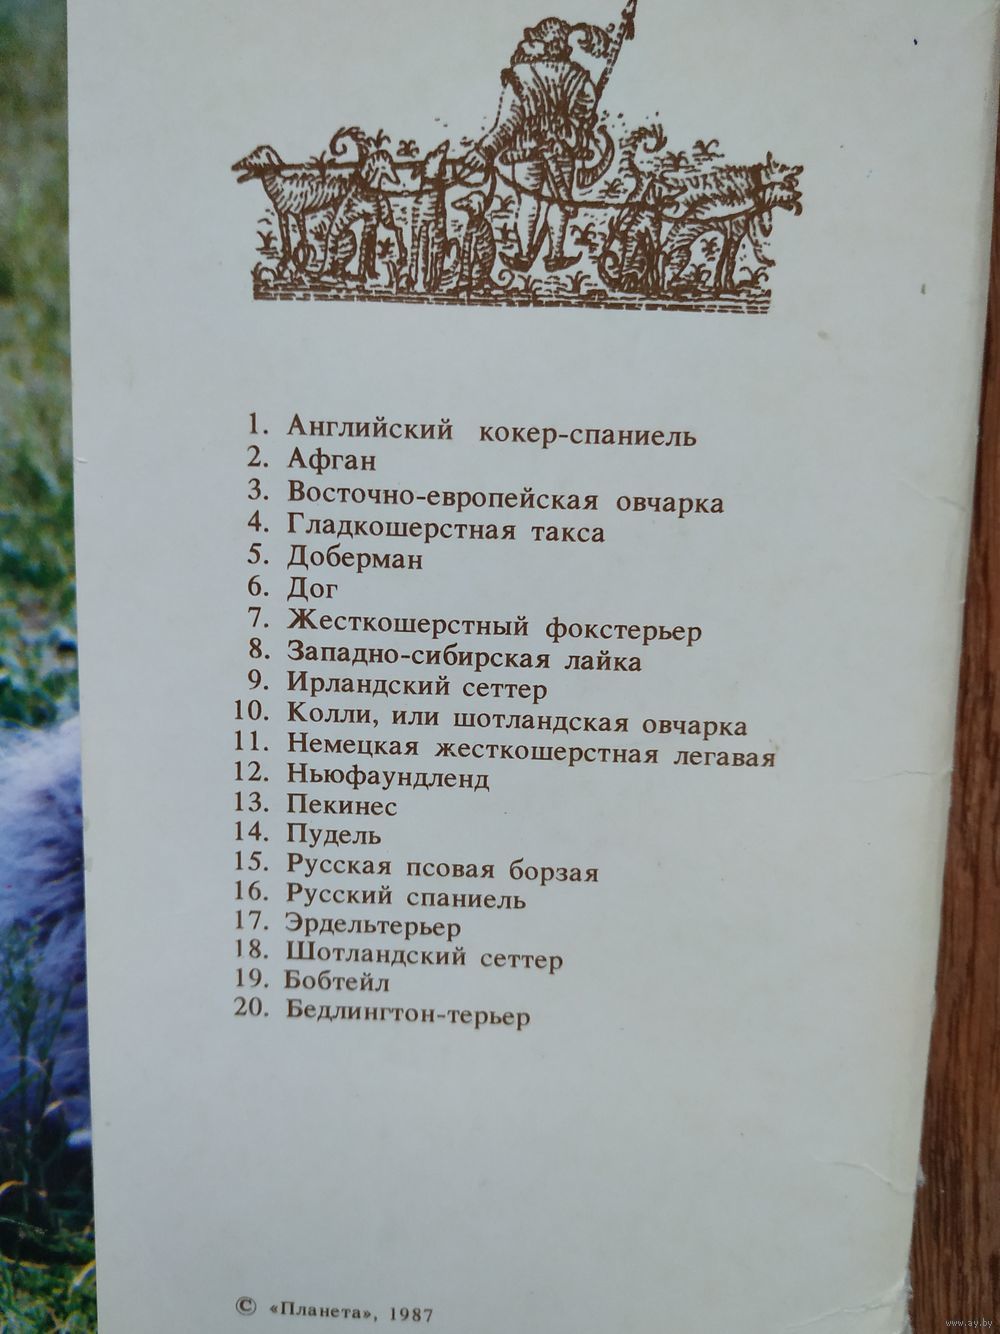 1. Английский кокер-спаниель
2. Афган
3. Восточно-европейская овчарка
4. Гладкошерстная такса
5. Доберман
6. Дог
7. Жесткошерстный фокстерьер
8. Западно-сибирская лайка
9. Ирландский сеттер
10. Колли, или шотландская овчарка
11. Немецкая жесткошерстная легавая
12. Ньюфаундленд
13. Пекинес
14. Пудель
15. Русская псовая борзая
16. Русский спаниель
17. Эрдельтерьер
18. Шотландский сеттер
19. Бобтейл
20. Бедлингтон-терьер
© «Планета», 1987
www.ay.by